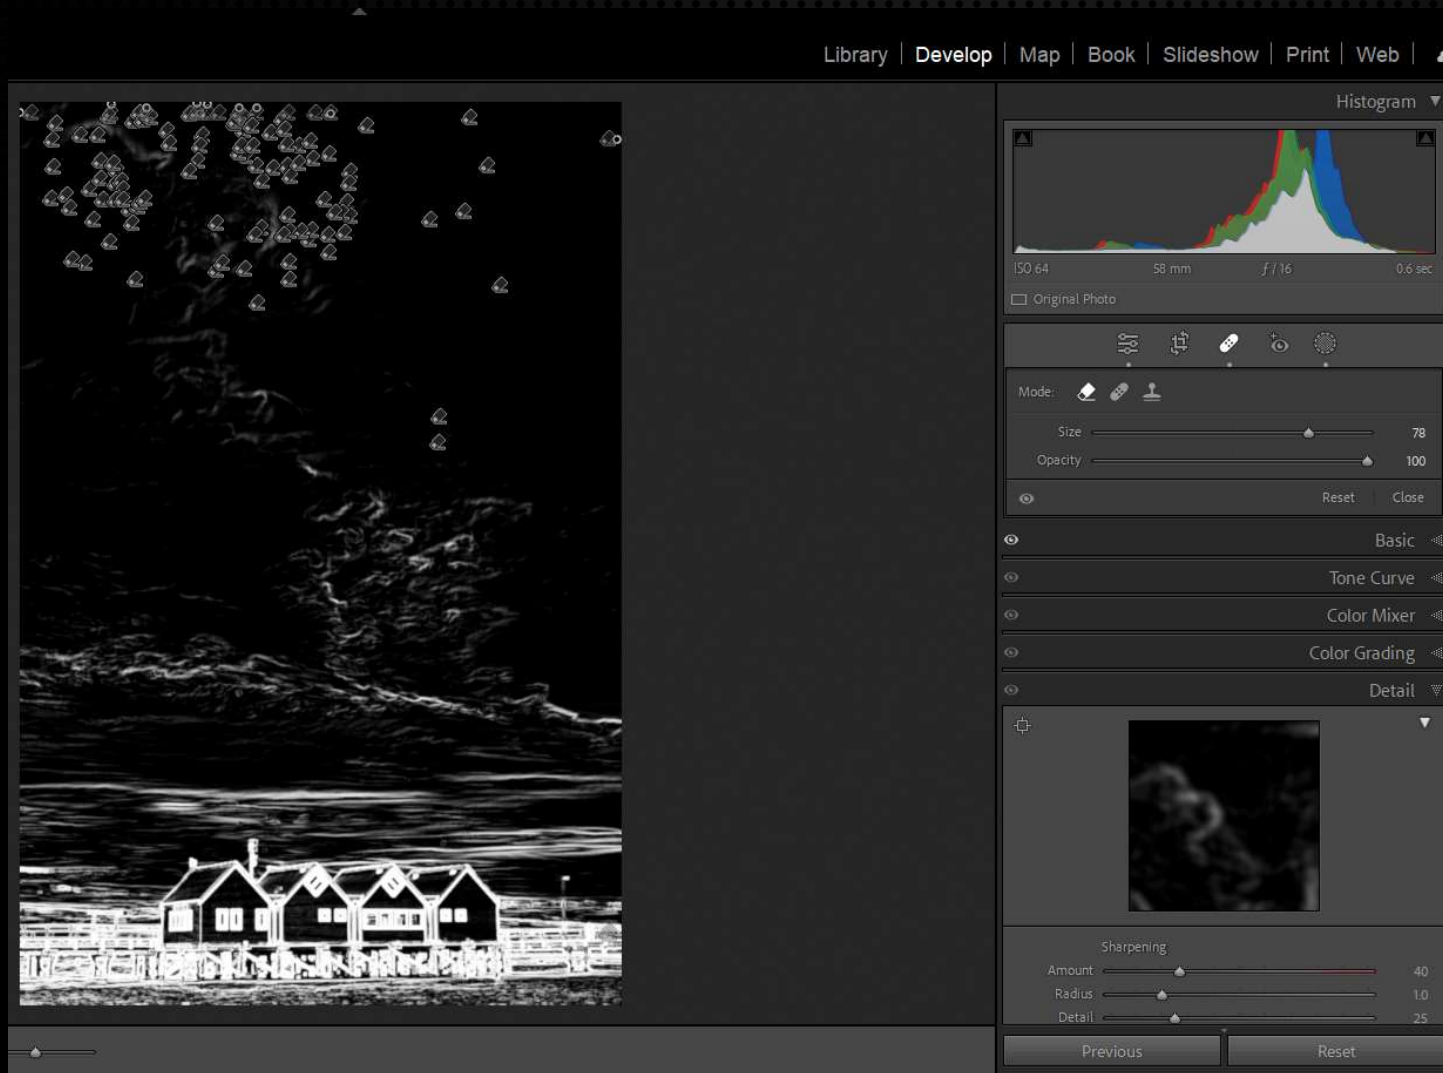 Library | Develop | Map | Book | Slideshow | Print | Web |
Histogram
ISO 64 58 mm ƒ / 16 0.6 sec
Original Photo
Mode:
Size 78
Opacity 100
Reset Close
Basic
Tone Curve
Color Mixer
Color Grading
Detail
Sharpening
Amount 40
Radius 1.0
Detail 25
Previous Reset